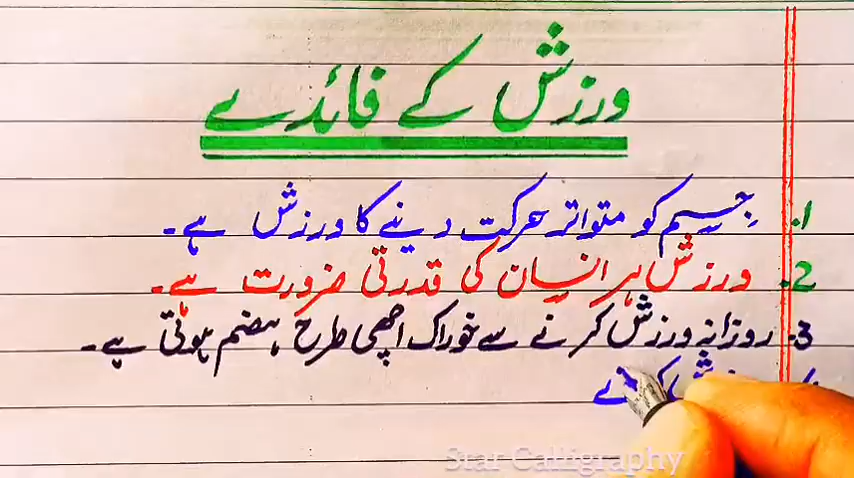 ورزش کے فائدے
1. جسم کو متواتر حرکت دینے کا ورزش ہے۔
2. ورزش ہر انسان کی قدرتی ضرورت ہے۔
3. روزانہ ورزش کرنے سے خوراک اچھی طرح ہضم ہوتی ہے۔
Star Calligraphy